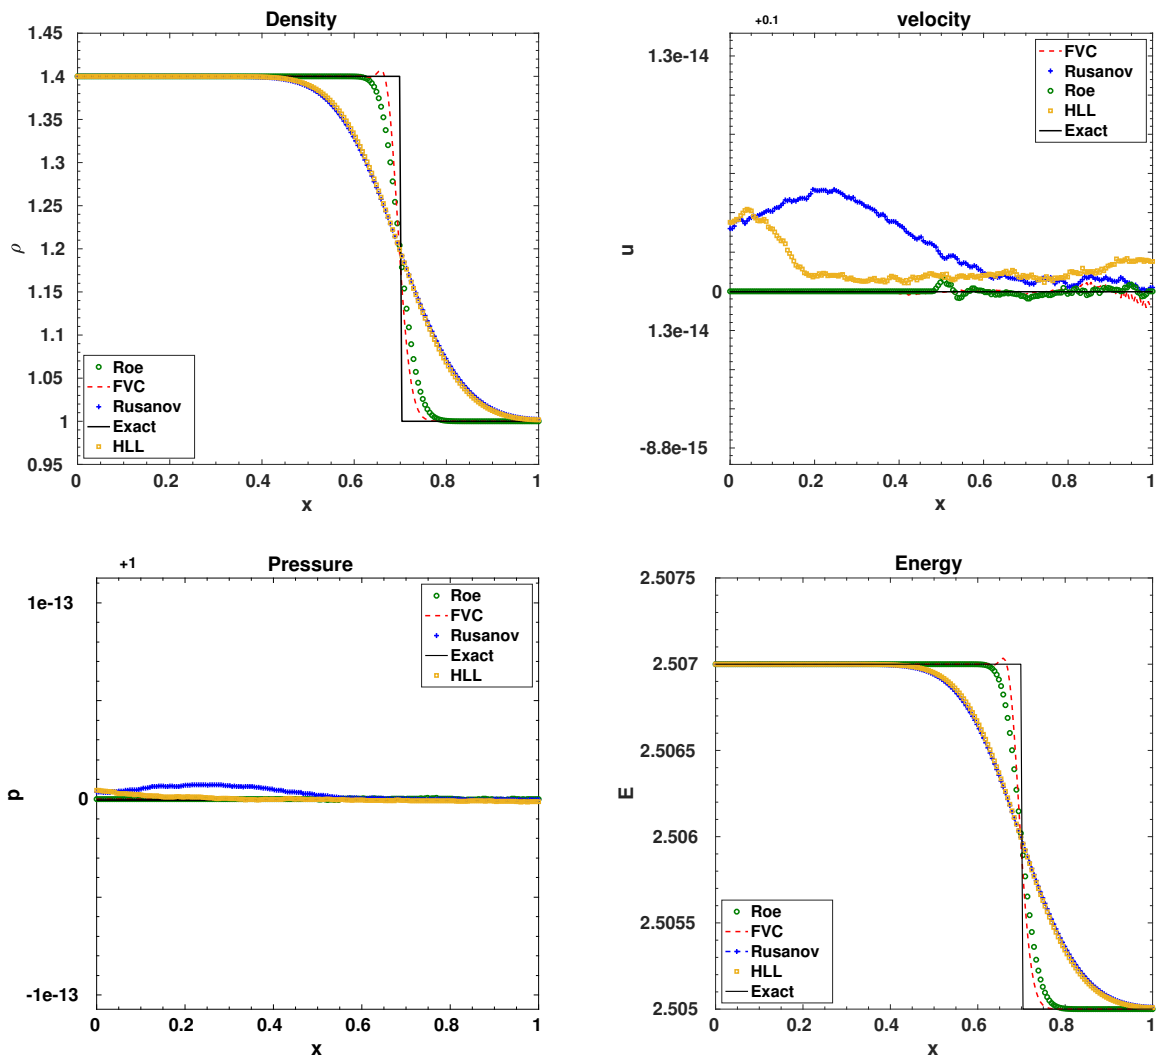 Density
1.45
1.4
1.35
1.3
1.25
1.2
1.15
1.1
1.05
1
0.95
ρ
Roe
FVC
Rusanov
Exact
HLL
0 0.2 0.4 0.6 0.8 1
x
+0.1
velocity
1.3e-14
0
1.3e-14
-8.8e-15
u
FVC
Rusanov
Roe
HLL
Exact
0 0.2 0.4 0.6 0.8 1
x
+1
Pressure
1e-13
0
-1e-13
p
Roe
FVC
Rusanov
Exact
HLL
0 0.2 0.4 0.6 0.8 1
x
Energy
2.5075
2.507
2.5065
2.506
2.5055
2.505
E
Roe
FVC
Rusanov
HLL
Exact
0 0.2 0.4 0.6 0.8 1
x